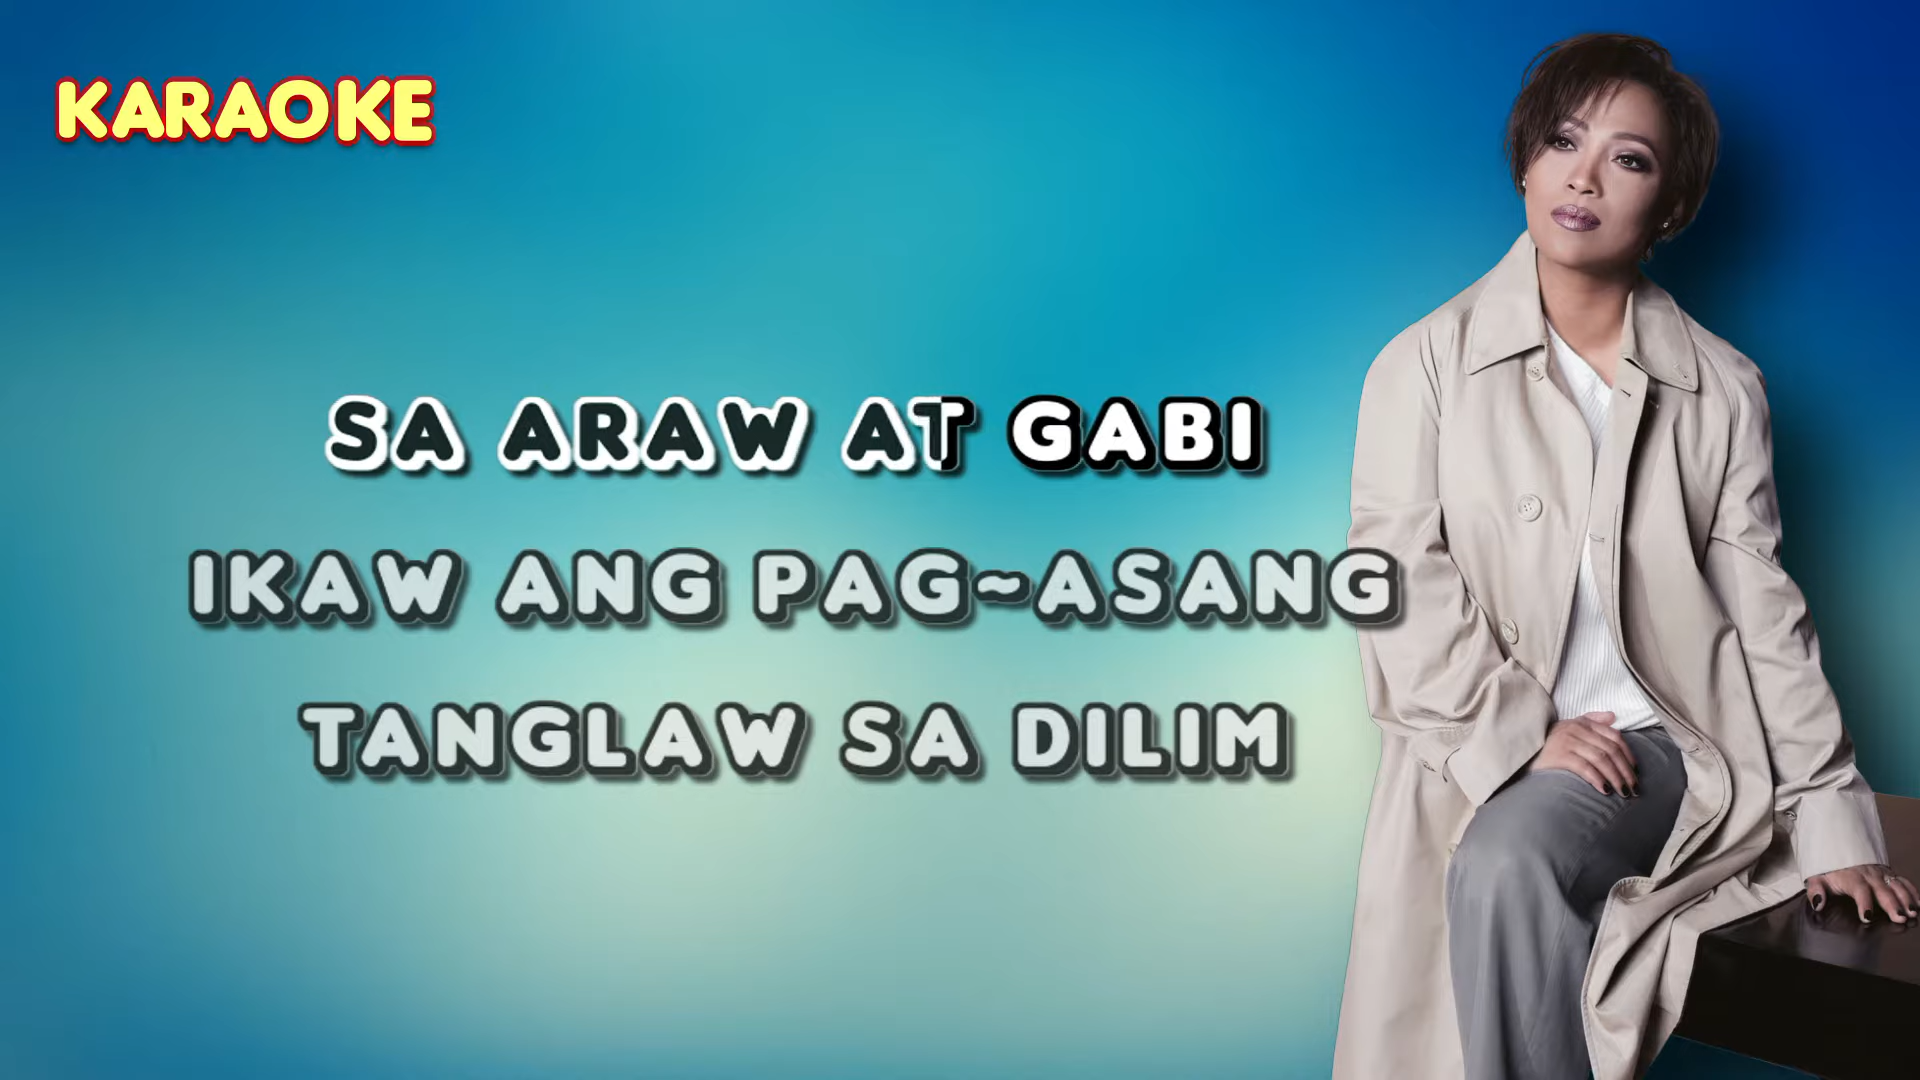 KARAOKE
SA ARAW AT GABI
IKAW ANG PAG~ASANG
TANGLAW SA DILIM